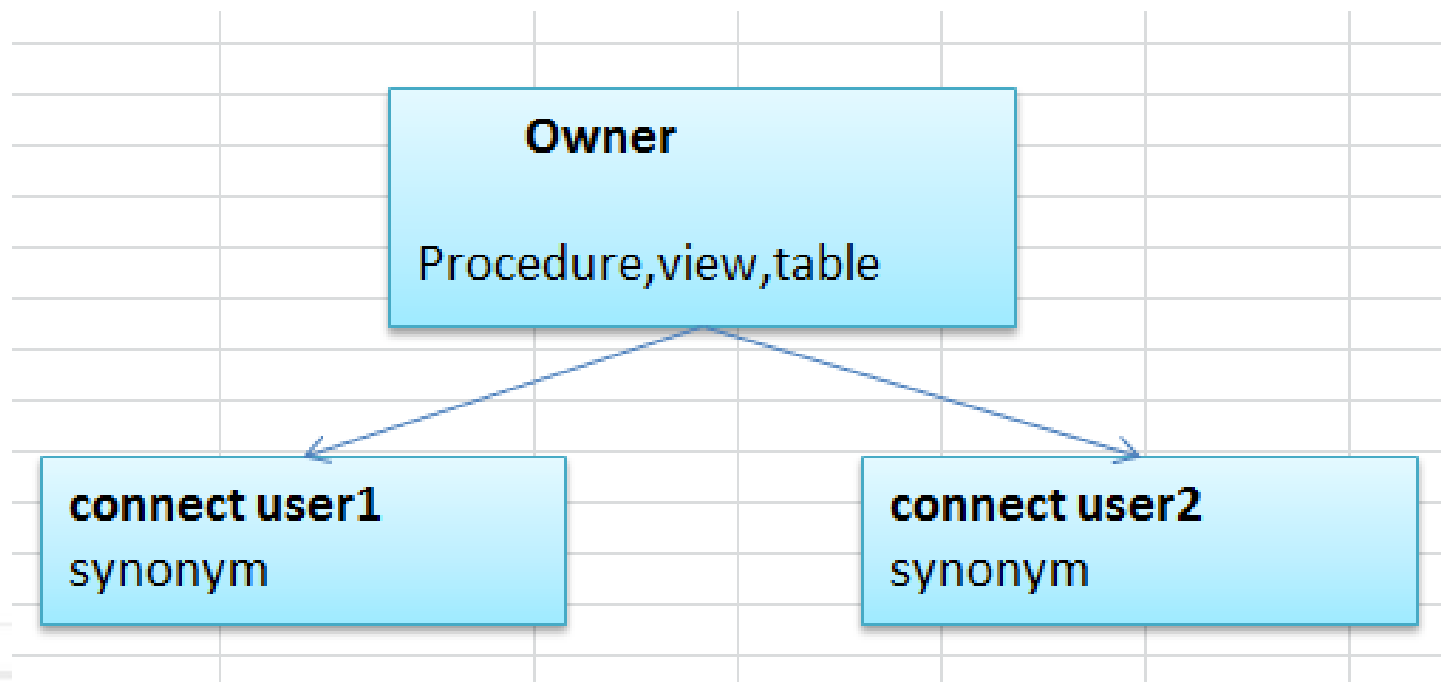 Owner
Procedure,view,table
connect user1
synonym
connect user2
synonym